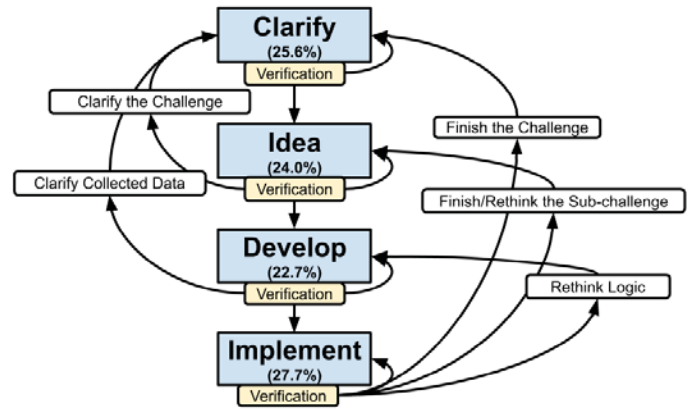 Clarify
(25.6%)
Verification
Clarify the Challenge
Finish the Challenge
Idea
(24.0%)
Verification
Clarify Collected Data
Finish/Rethink the Sub-challenge
Develop
(22.7%)
Verification
Rethink Logic
Implement
(27.7%)
Verification